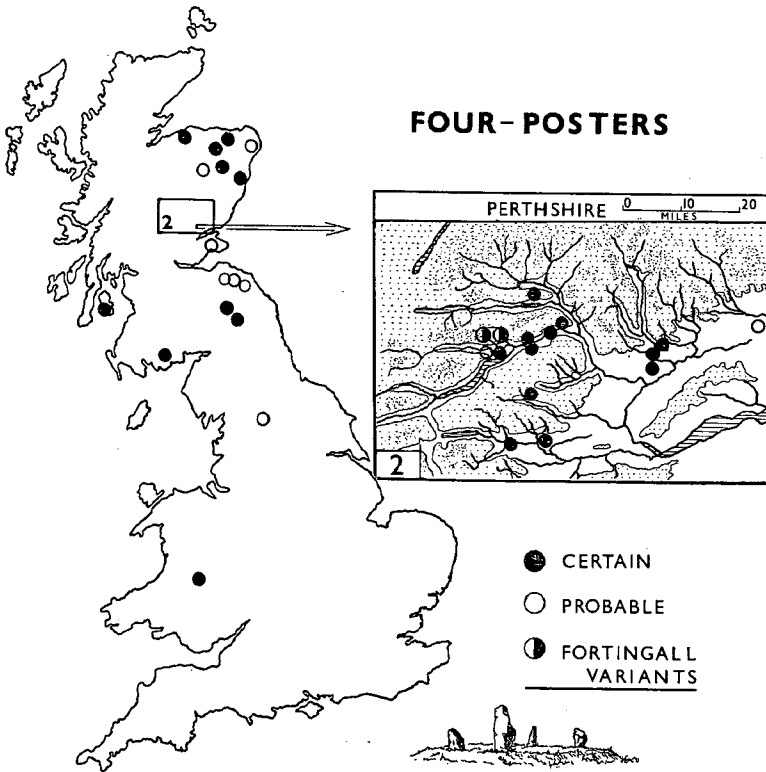 FOUR-POSTERS
2
PERTHSHIRE 0 10 20
MILES
2
CERTAIN
PROBABLE
FORTINGALL
VARIANTS